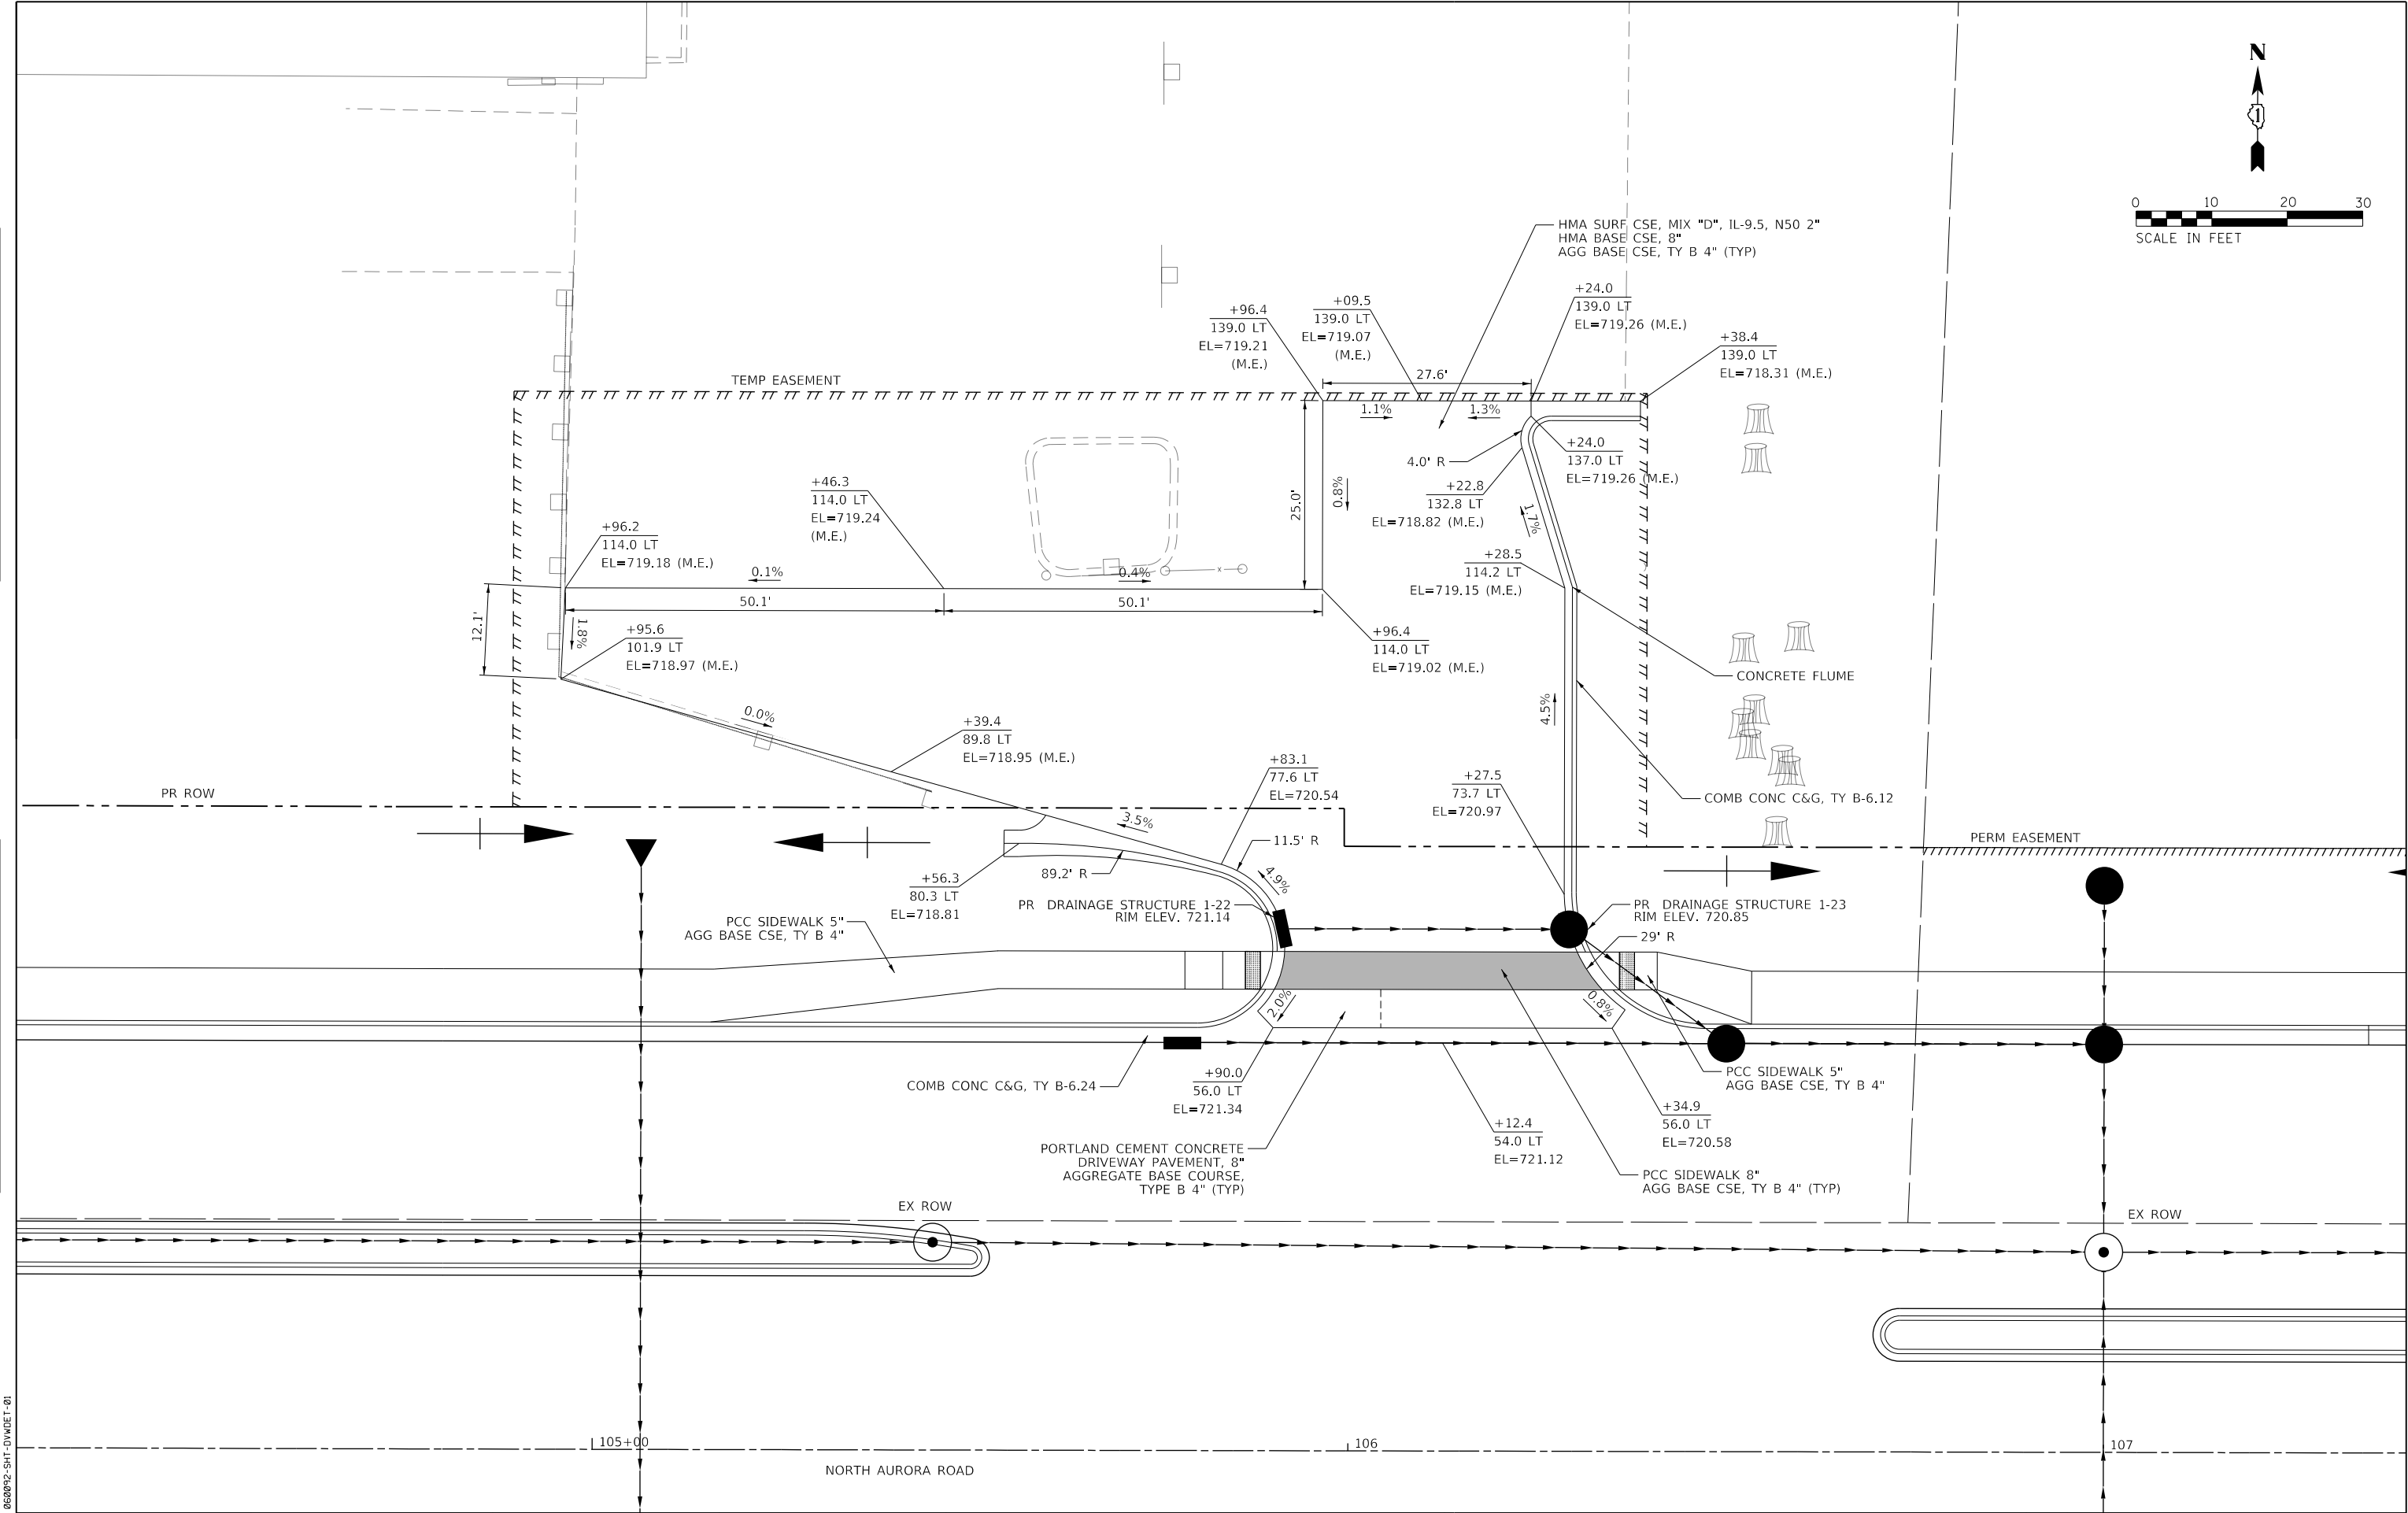 N
1
0 10 20 30
SCALE IN FEET
HMA SURF CSE, MIX "D", IL-9.5, N50 2"
HMA BASE CSE, 8"
AGG BASE CSE, TY B 4" (TYP)
+96.4
139.0 LT
EL=719.21
(M.E.)
+09.5
139.0 LT
EL=719.07
(M.E.)
+24.0
139.0 LT
EL=719.26 (M.E.)
+38.4
139.0 LT
EL=718.31 (M.E.)
TEMP EASEMENT
27.6'
1.1%
1.3%
4.0' R
+24.0
137.0 LT
EL=719.26 (M.E.)
+22.8
132.8 LT
EL=718.82 (M.E.)
25.0'
0.8%
1.7%
+46.3
114.0 LT
EL=719.24
(M.E.)
+96.2
114.0 LT
EL=719.18 (M.E.)
0.1%
0.4%
x
50.1'
50.1'
+28.5
114.2 LT
EL=719.15 (M.E.)
12.1'
1.8%
+95.6
101.9 LT
EL=718.97 (M.E.)
+96.4
114.0 LT
EL=719.02 (M.E.)
CONCRETE FLUME
0.0%
4.5%
+39.4
89.8 LT
EL=718.95 (M.E.)
+83.1
77.6 LT
EL=720.54
+27.5
73.7 LT
EL=720.97
COMB CONC C&G, TY B-6.12
PR ROW
3.5%
PERM EASEMENT
11.5' R
89.2' R
4.9%
+56.3
80.3 LT
EL=718.81
PR DRAINAGE STRUCTURE 1-22
RIM ELEV. 721.14
PR DRAINAGE STRUCTURE 1-23
RIM ELEV. 720.85
29' R
PCC SIDEWALK 5"
AGG BASE CSE, TY B 4"
2.0%
0.8%
COMB CONC C&G, TY B-6.24
+90.0
56.0 LT
EL=721.34
PCC SIDEWALK 5"
AGG BASE CSE, TY B 4"
+34.9
56.0 LT
EL=720.58
+12.4
54.0 LT
EL=721.12
PORTLAND CEMENT CONCRETE
DRIVEWAY PAVEMENT, 8"
AGGREGATE BASE COURSE,
TYPE B 4" (TYP)
PCC SIDEWALK 8"
AGG BASE CSE, TY B 4" (TYP)
EX ROW
EX ROW
105+00
106
107
NORTH AURORA ROAD
060092-SHT-DVWDET-01